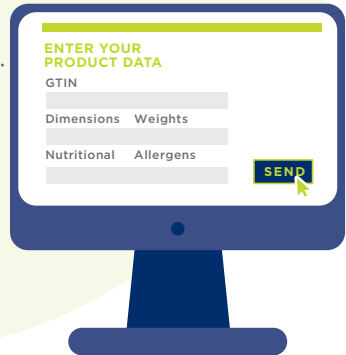 ENTER YOUR
PRODUCT DATA
GTIN
Dimensions Weights
Nutritional Allergens
SEND